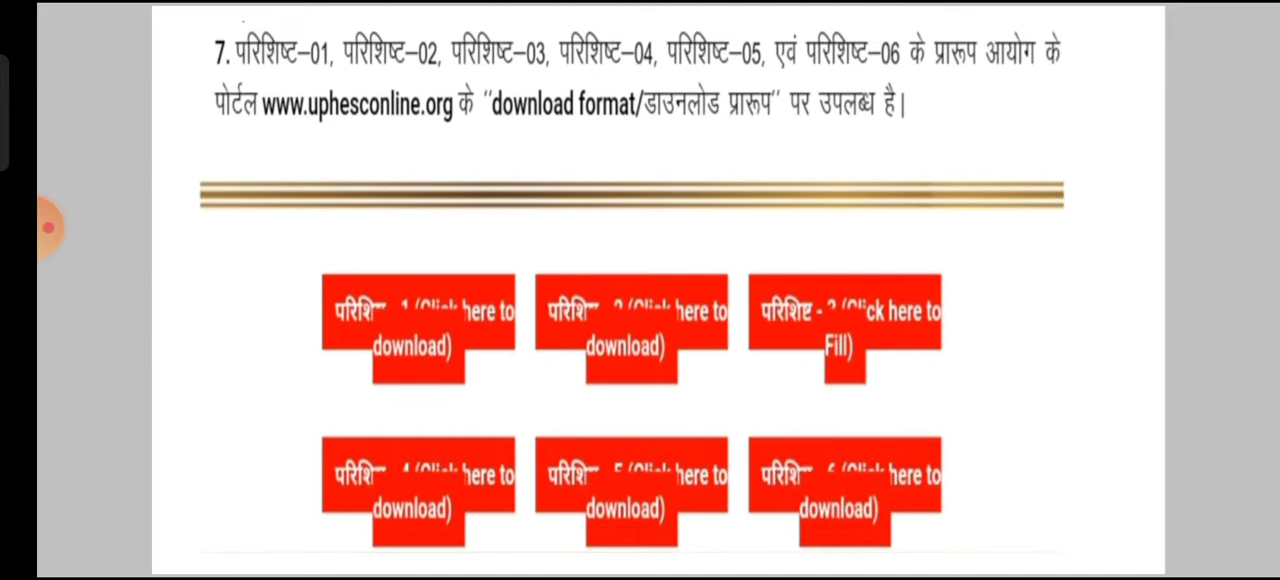 7. परिशिष्ट–01, परिशिष्ट–02, परिशिष्ट–03, परिशिष्ट–04, परिशिष्ट–05, एवं परिशिष्ट–06 के प्रारूप आयोग के
पोर्टल www.uphesconline.org के "download format/डाउनलोड प्रारूप" पर उपलब्ध है।
here to
download)
here to
download)
परिशिष्ट - here to
Fill)
here to
download)
here to
download)
here to
download)